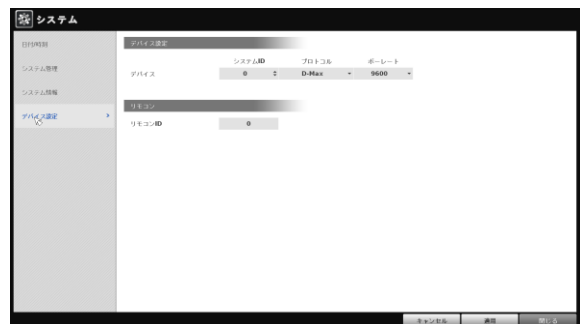 システム
日付/時刻
システム管理
システム情報
デバイス設定
デバイス設定
システムID プロトコル ボーレート
デバイス 0 D-Max 9600
リモコン
リモコンID 0
キャンセル 適用 閉じる